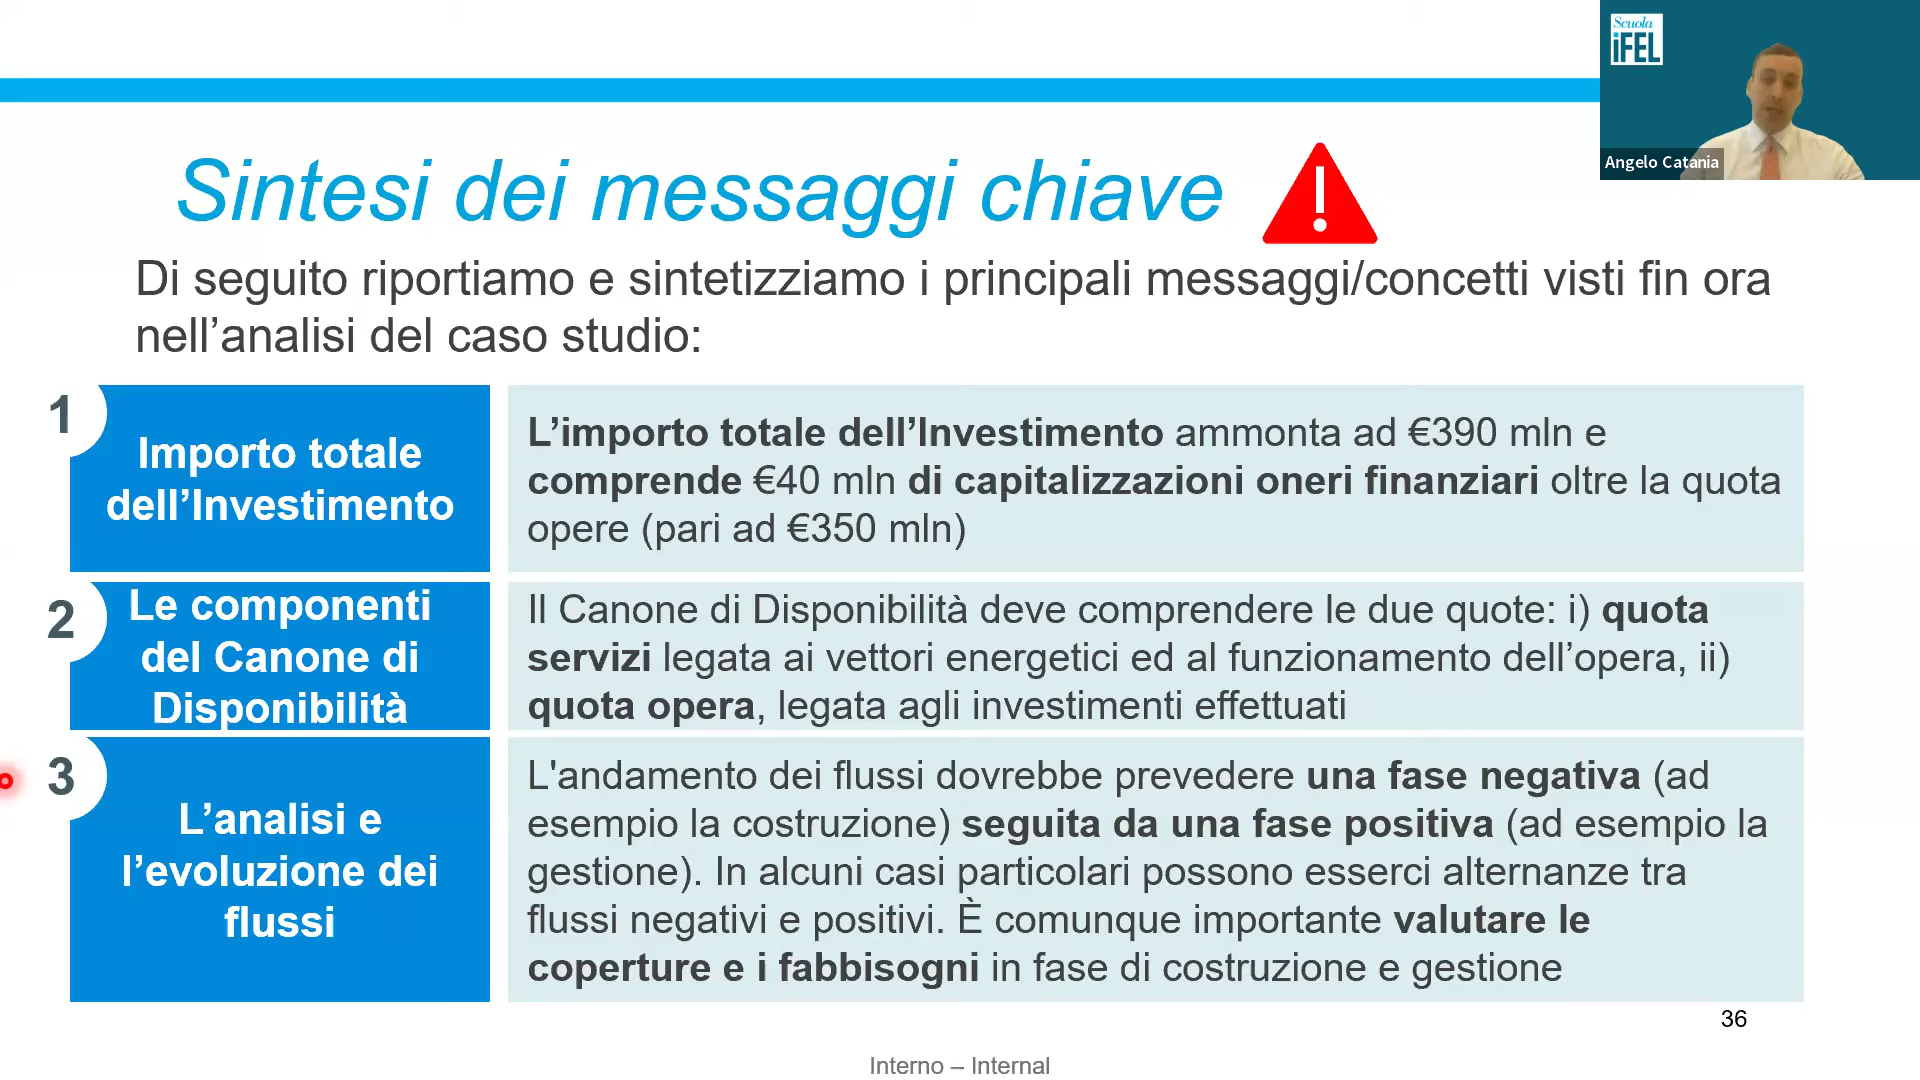 Scuola
iFEL
Angelo Catania
Sintesi dei messaggi chiave
Di seguito riportiamo e sintetizziamo i principali messaggi/concetti visti fin ora
nell’analisi del caso studio:
1
Importo totale
dell’Investimento
L’importo totale dell’Investimento ammonta ad €390 mln e
comprende €40 mln di capitalizzazioni oneri finanziari oltre la quota
opere (pari ad €350 mln)
2
Le componenti
del Canone di
Disponibilità
Il Canone di Disponibilità deve comprendere le due quote: i) quota
servizi legata ai vettori energetici ed al funzionamento dell’opera, ii)
quota opera, legata agli investimenti effettuati
3
L’analisi e
l’evoluzione dei
flussi
L'andamento dei flussi dovrebbe prevedere una fase negativa (ad
esempio la costruzione) seguita da una fase positiva (ad esempio la
gestione). In alcuni casi particolari possono esserci alternanze tra
flussi negativi e positivi. È comunque importante valutare le
coperture e i fabbisogni in fase di costruzione e gestione
36
Interno – Internal